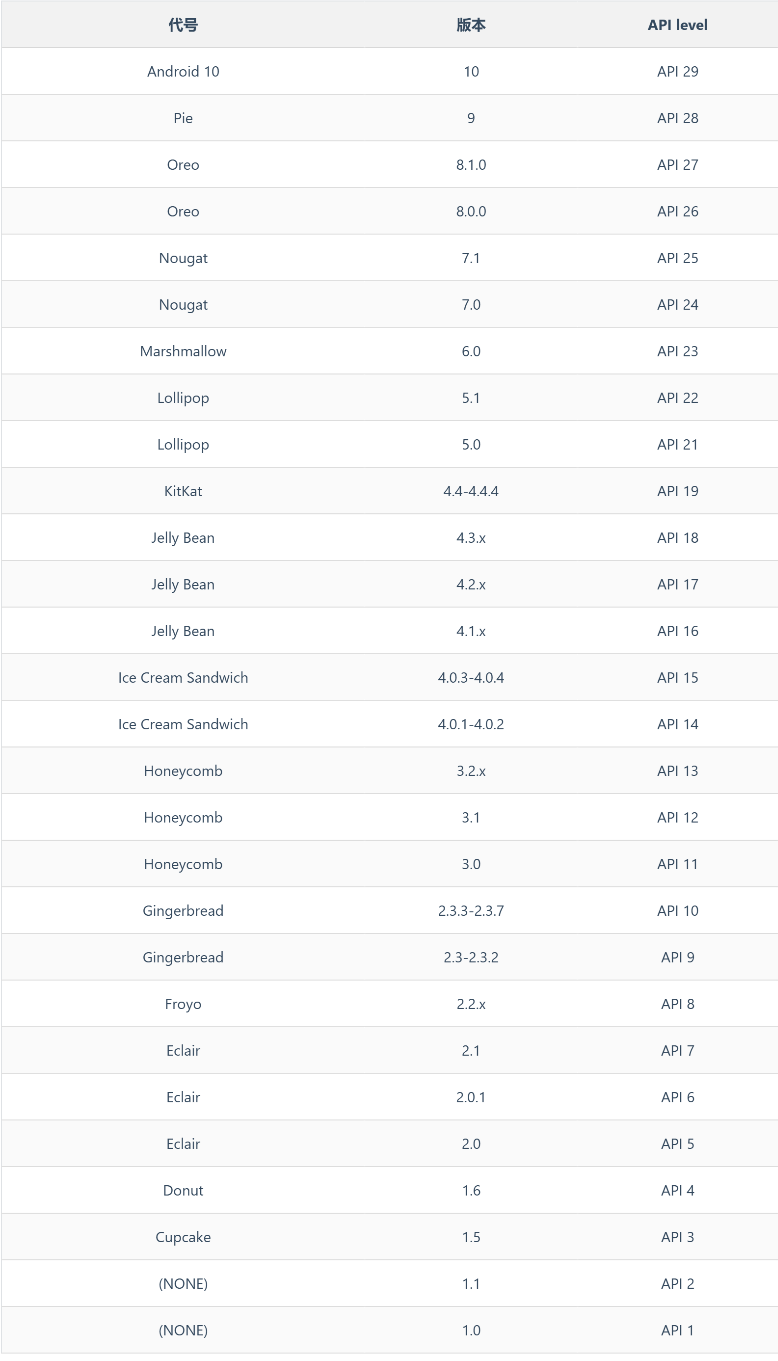 代号 版本 API level
Android 10 10 API 29
Pie 9 API 28
Oreo 8.1.0 API 27
Oreo 8.0.0 API 26
Nougat 7.1 API 25
Nougat 7.0 API 24
Marshmallow 6.0 API 23
Lollipop 5.1 API 22
Lollipop 5.0 API 21
KitKat 4.4-4.4.4 API 19
Jelly Bean 4.3.x API 18
Jelly Bean 4.2.x API 17
Jelly Bean 4.1.x API 16
Ice Cream Sandwich 4.0.3-4.0.4 API 15
Ice Cream Sandwich 4.0.1-4.0.2 API 14
Honeycomb 3.2.x API 13
Honeycomb 3.1 API 12
Honeycomb 3.0 API 11
Gingerbread 2.3.3-2.3.7 API 10
Gingerbread 2.3-2.3.2 API 9
Froyo 2.2.x API 8
Eclair 2.1 API 7
Eclair 2.0.1 API 6
Eclair 2.0 API 5
Donut 1.6 API 4
Cupcake 1.5 API 3
(NONE) 1.1 API 2
(NONE) 1.0 API 1